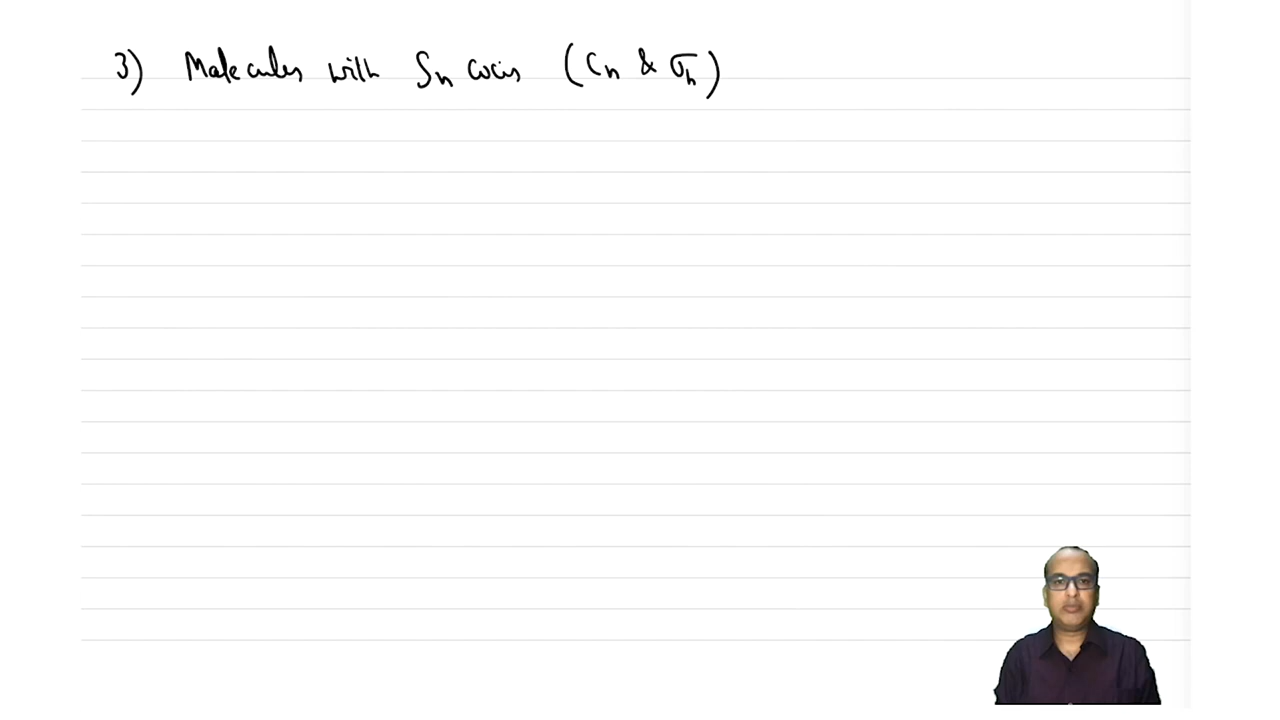 3) Molecules with Sn axis (Cn & σh)